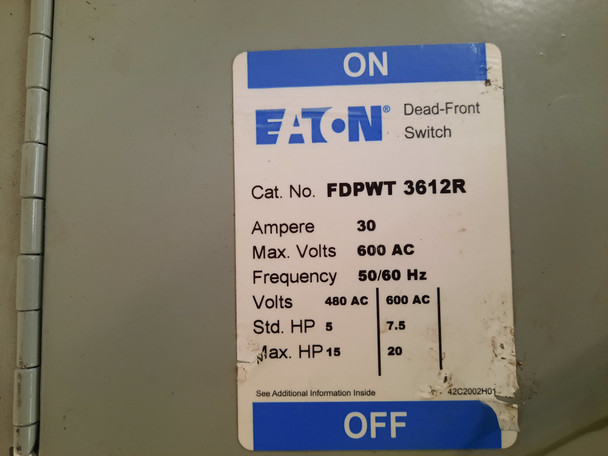 ON
EATON® Dead-Front
Switch
Cat. No. FDPWT 3612R
Ampere 30
Max. Volts 600 AC
Frequency 50/60 Hz
Volts 480 AC 600 AC
Std. HP 5 7.5
Max. HP 15 20
See Additional Information Inside 42C2002H01
OFF